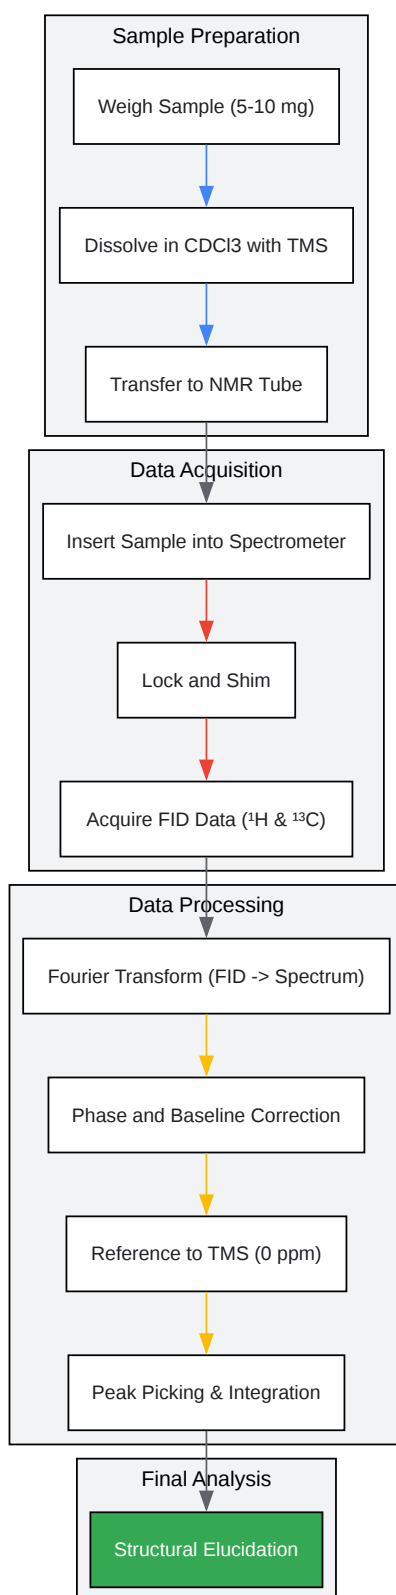 Sample Preparation
Weigh Sample (5-10 mg)
Dissolve in CDCl3 with TMS
Transfer to NMR Tube
Data Acquisition
Insert Sample into Spectrometer
Lock and Shim
Acquire FID Data (¹H & ¹³C)
Data Processing
Fourier Transform (FID -> Spectrum)
Phase and Baseline Correction
Reference to TMS (0 ppm)
Peak Picking & Integration
Final Analysis
Structural Elucidation